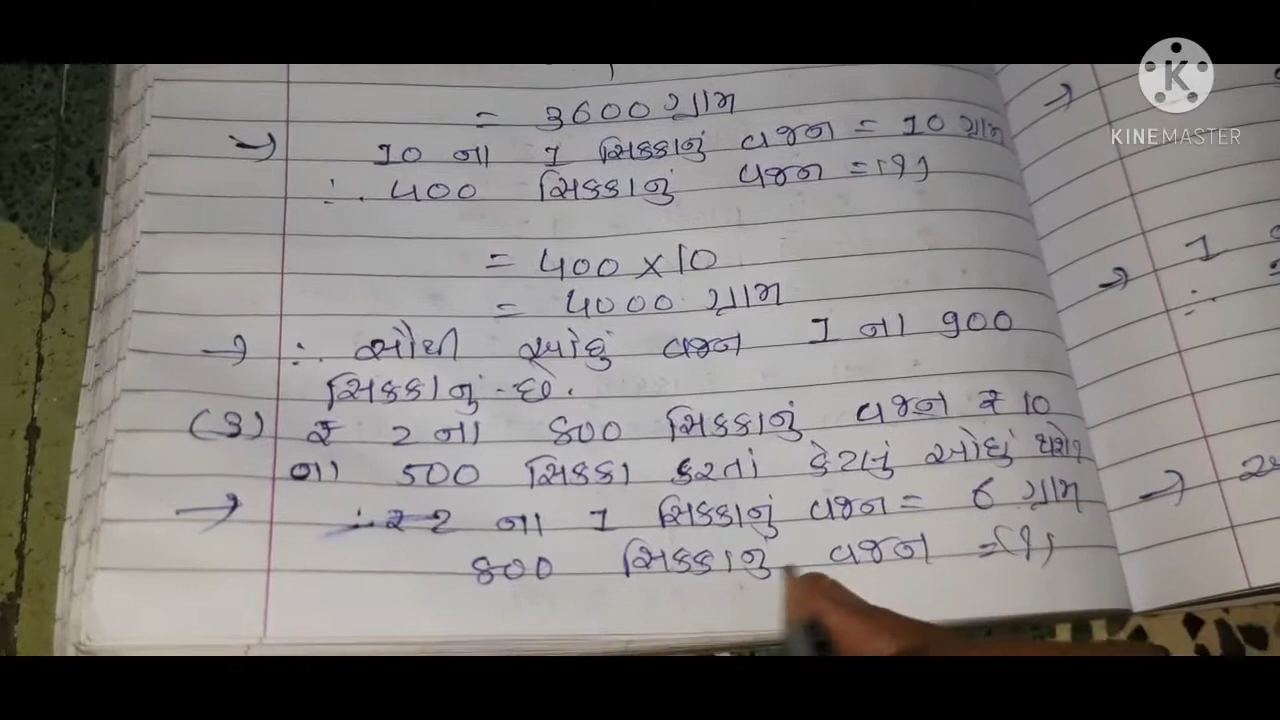 = 3600 ગ્રામ
→ 10 ના 1 સિક્કાનું વજન = 10 ગ્રામ
∴ 400 સિક્કાનું વજન = (?)
= 400 × 10
= 4000 ગ્રામ
→ ∴ સૌથી ઓછું વજન 1 ના 900
સિક્કાનું છે.
(૩) ₹ 2 ના 800 સિક્કાનું વજન ₹ 10
ના 500 સિક્કા કરતાં કેટલું ઓછું થશે?
→ ∴ ₹ 2 ના 1 સિક્કાનું વજન = 6 ગ્રામ
800 સિક્કાનું વજન = (?)
KINEMASTER